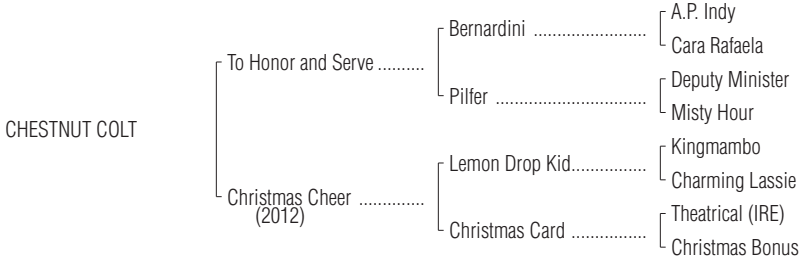 A.P. Indy
Bernardini ........................
Cara Rafaela
To Honor and Serve ..........
Deputy Minister
Pilfer ................................
Misty Hour
CHESTNUT COLT
Kingmambo
Lemon Drop Kid................
Charming Lassie
Christmas Cheer ..............
(2012)
Theatrical (IRE)
Christmas Card ................
Christmas Bonus